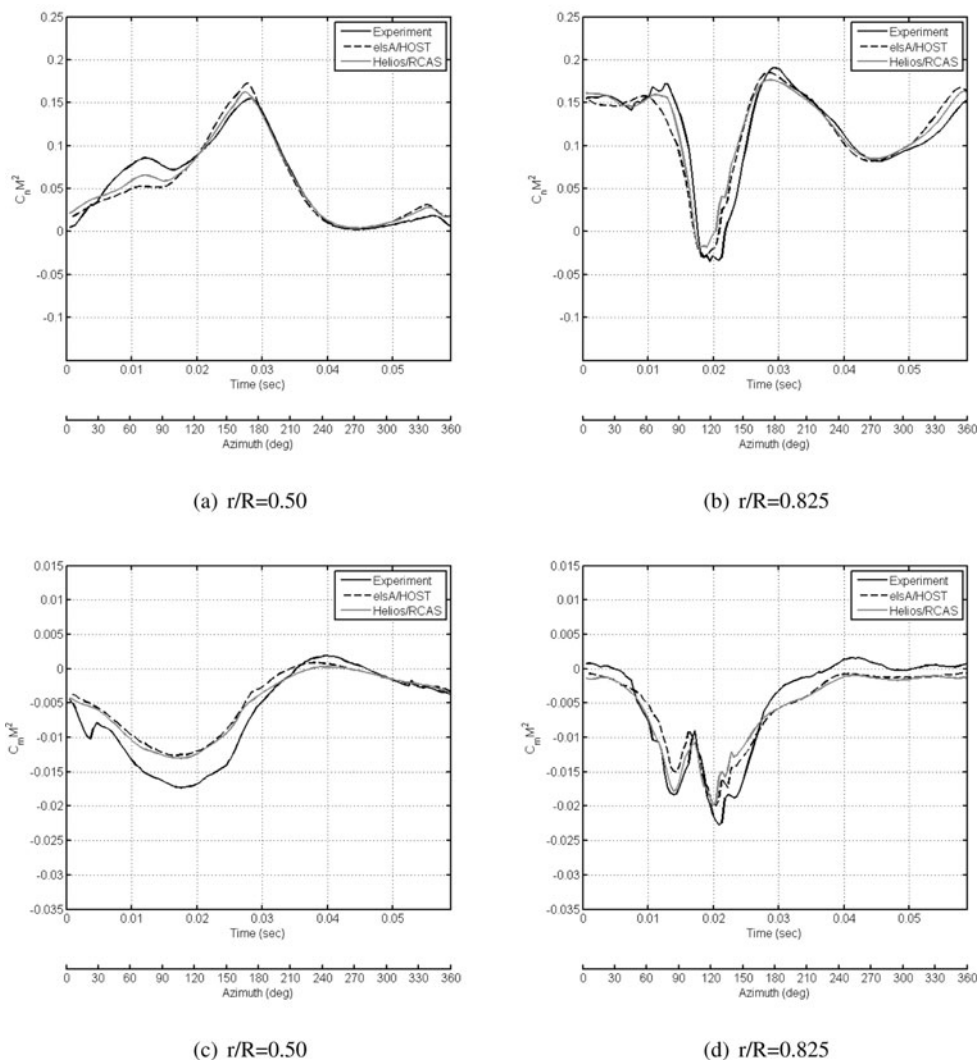 0.25
0.2
0.15
0.1
0.05
0
-0.05
-0.1
CₙM²
Experiment
elsA/HOST
Helios/RCAS
0 0.01 0.02 0.03 0.04 0.05
Time (sec)
0 30 60 90 120 150 180 210 240 270 300 330 360
Azimuth (deg)
(a) r/R=0.50
0.25
0.2
0.15
0.1
0.05
0
-0.05
-0.1
CₙM²
Experiment
elsA/HOST
Helios/RCAS
0 0.01 0.02 0.03 0.04 0.05
Time (sec)
0 30 60 90 120 150 180 210 240 270 300 330 360
Azimuth (deg)
(b) r/R=0.825
0.015
0.01
0.005
0
-0.005
-0.01
-0.015
-0.02
-0.025
-0.03
-0.035
CₘM²
Experiment
elsA/HOST
Helios/RCAS
0 0.01 0.02 0.03 0.04 0.05
Time (sec)
0 30 60 90 120 150 180 210 240 270 300 330 360
Azimuth (deg)
(c) r/R=0.50
0.015
0.01
0.005
0
-0.005
-0.01
-0.015
-0.02
-0.025
-0.03
-0.035
CₘM²
Experiment
elsA/HOST
Helios/RCAS
0 0.01 0.02 0.03 0.04 0.05
Time (sec)
0 30 60 90 120 150 180 210 240 270 300 330 360
Azimuth (deg)
(d) r/R=0.825